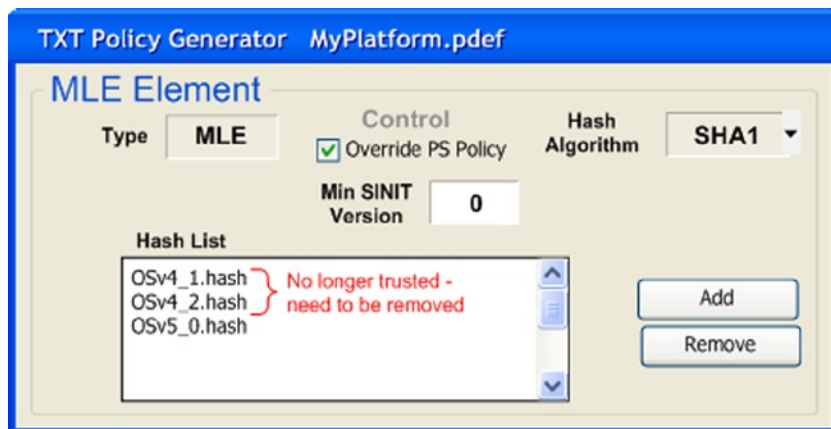 TXT Policy Generator MyPlatform.pdef
MLE Element
Type MLE
Control
Override PS Policy
Hash
Algorithm
SHA1
Min SINIT
Version
0
Hash List
OSv4_1.hash
OSv4_2.hash
OSv5_0.hash
No longer trusted -
need to be removed
Add
Remove